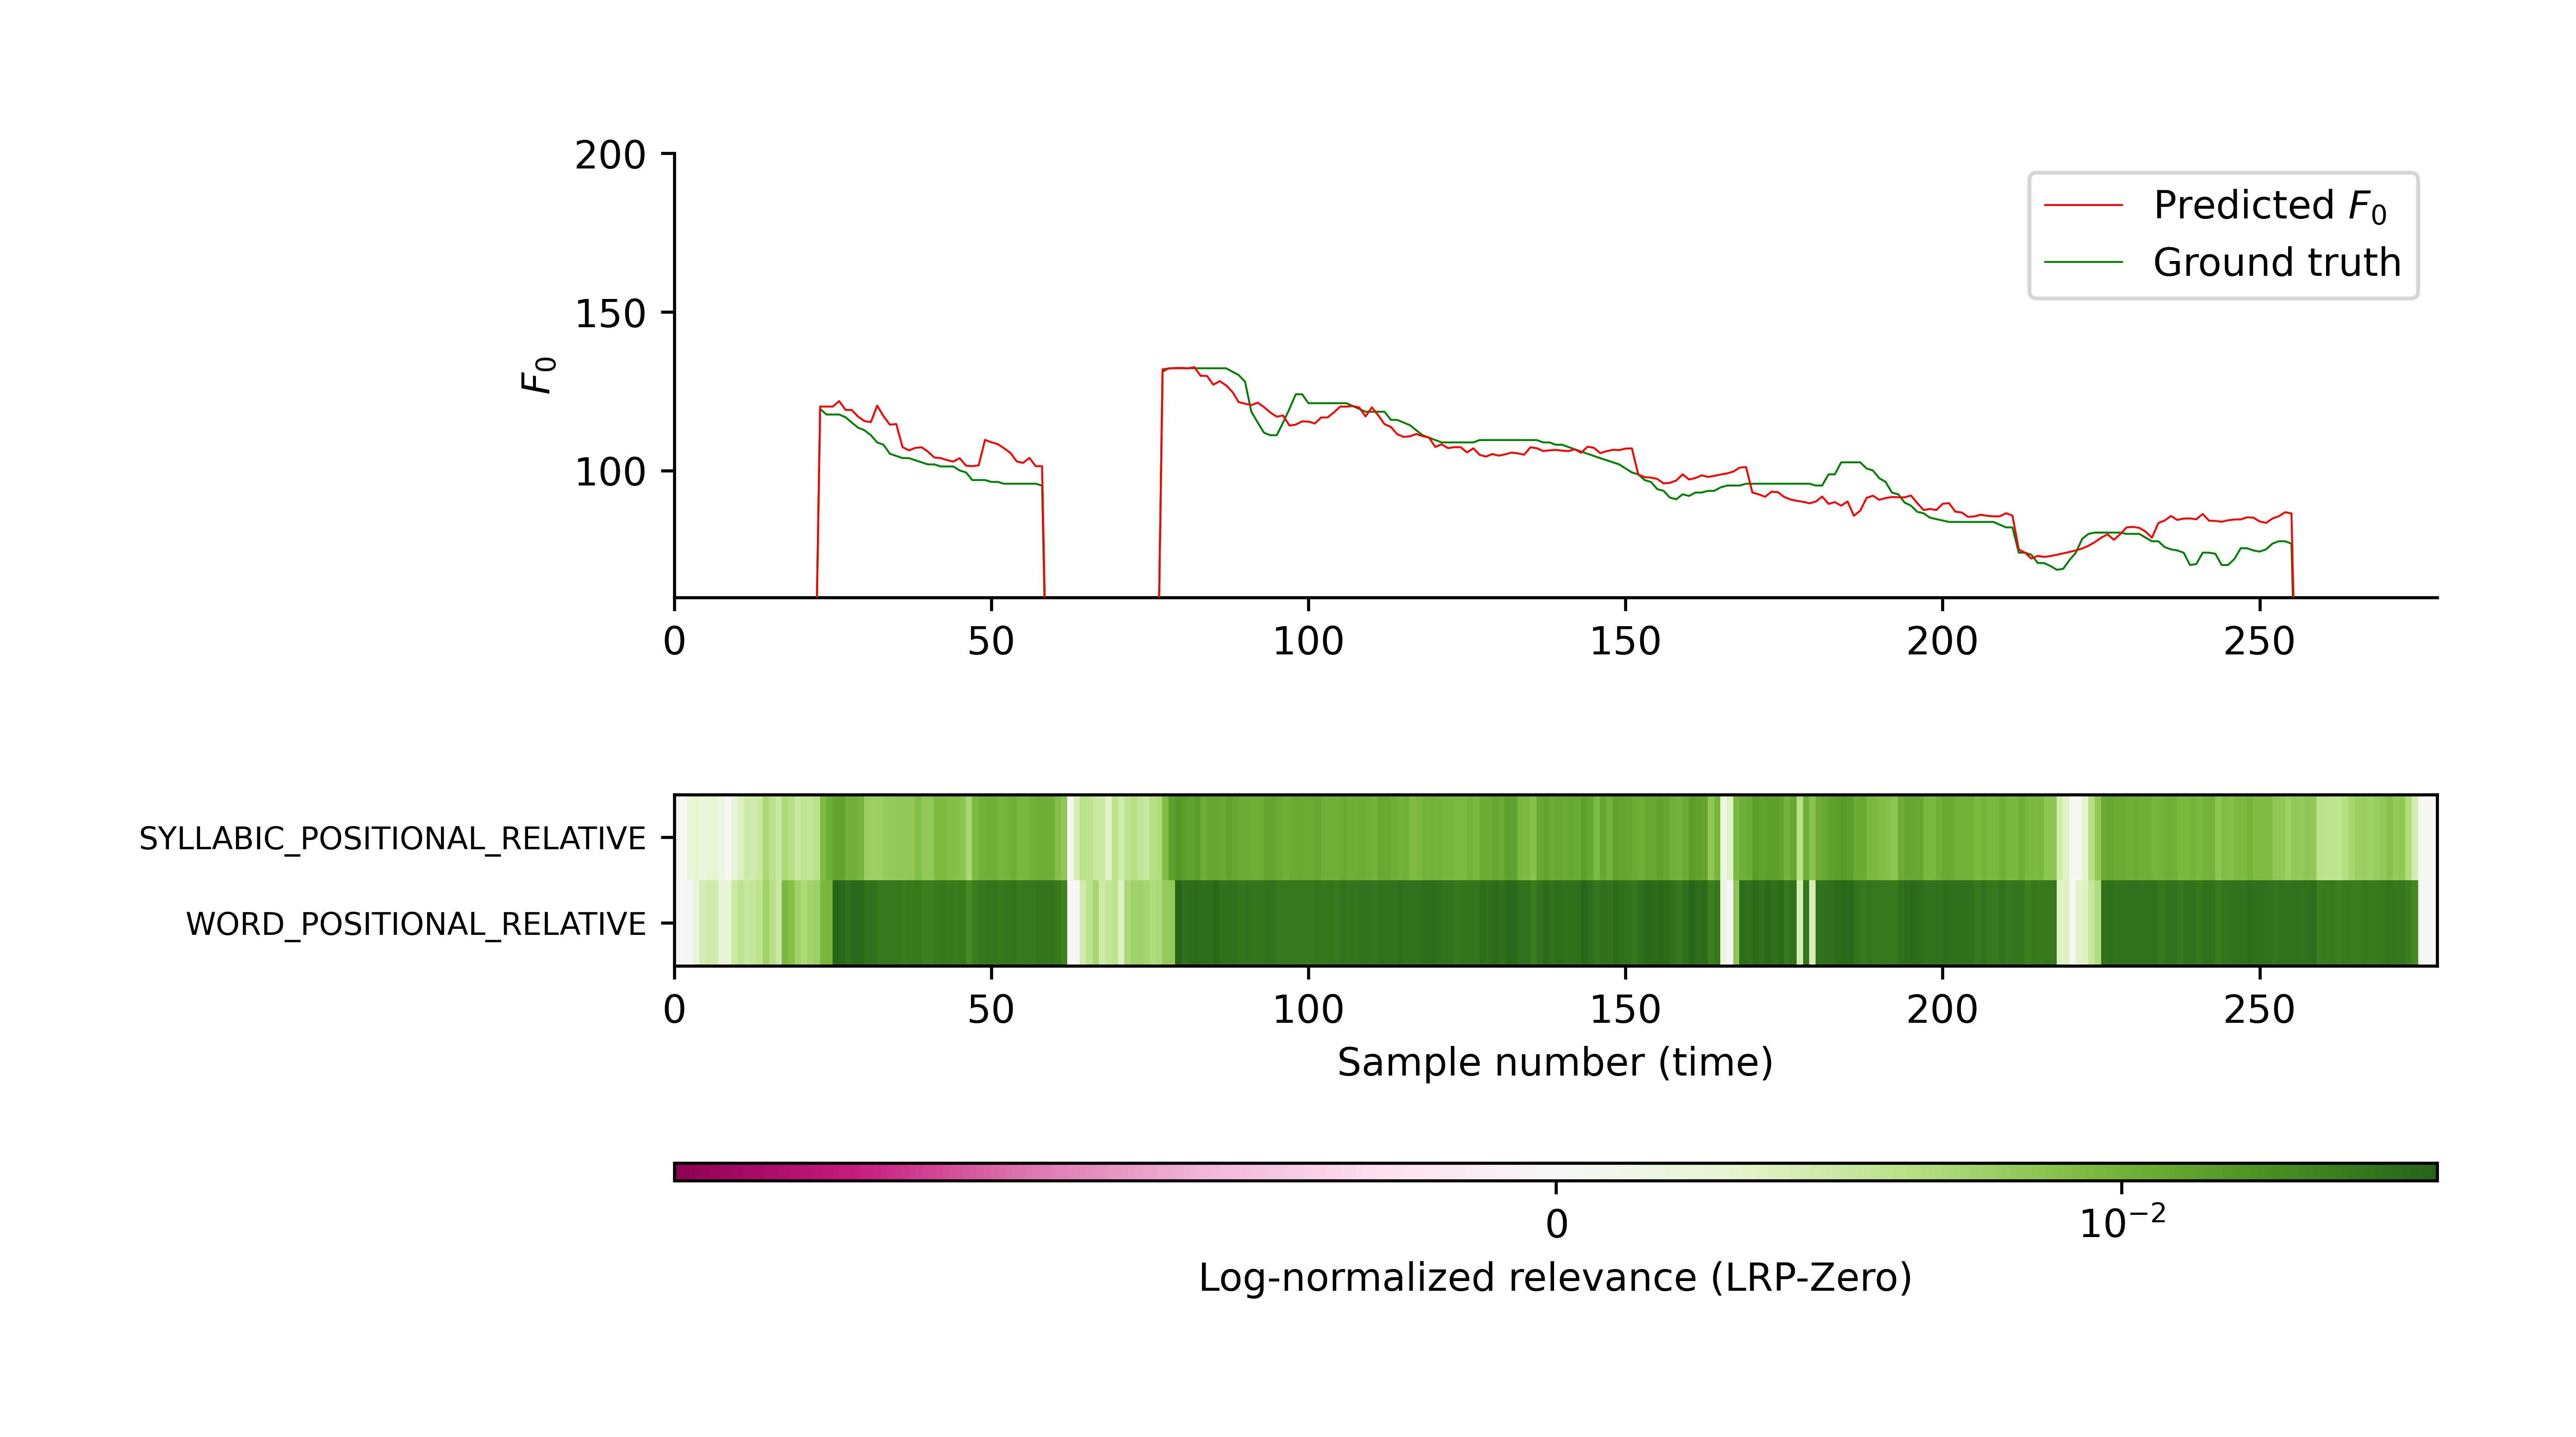 200
150
100
F₀
Predicted F₀
Ground truth
0 50 100 150 200 250
SYLLABIC_POSITIONAL_RELATIVE
WORD_POSITIONAL_RELATIVE
0 50 100 150 200 250
Sample number (time)
0 10⁻²
Log-normalized relevance (LRP-Zero)